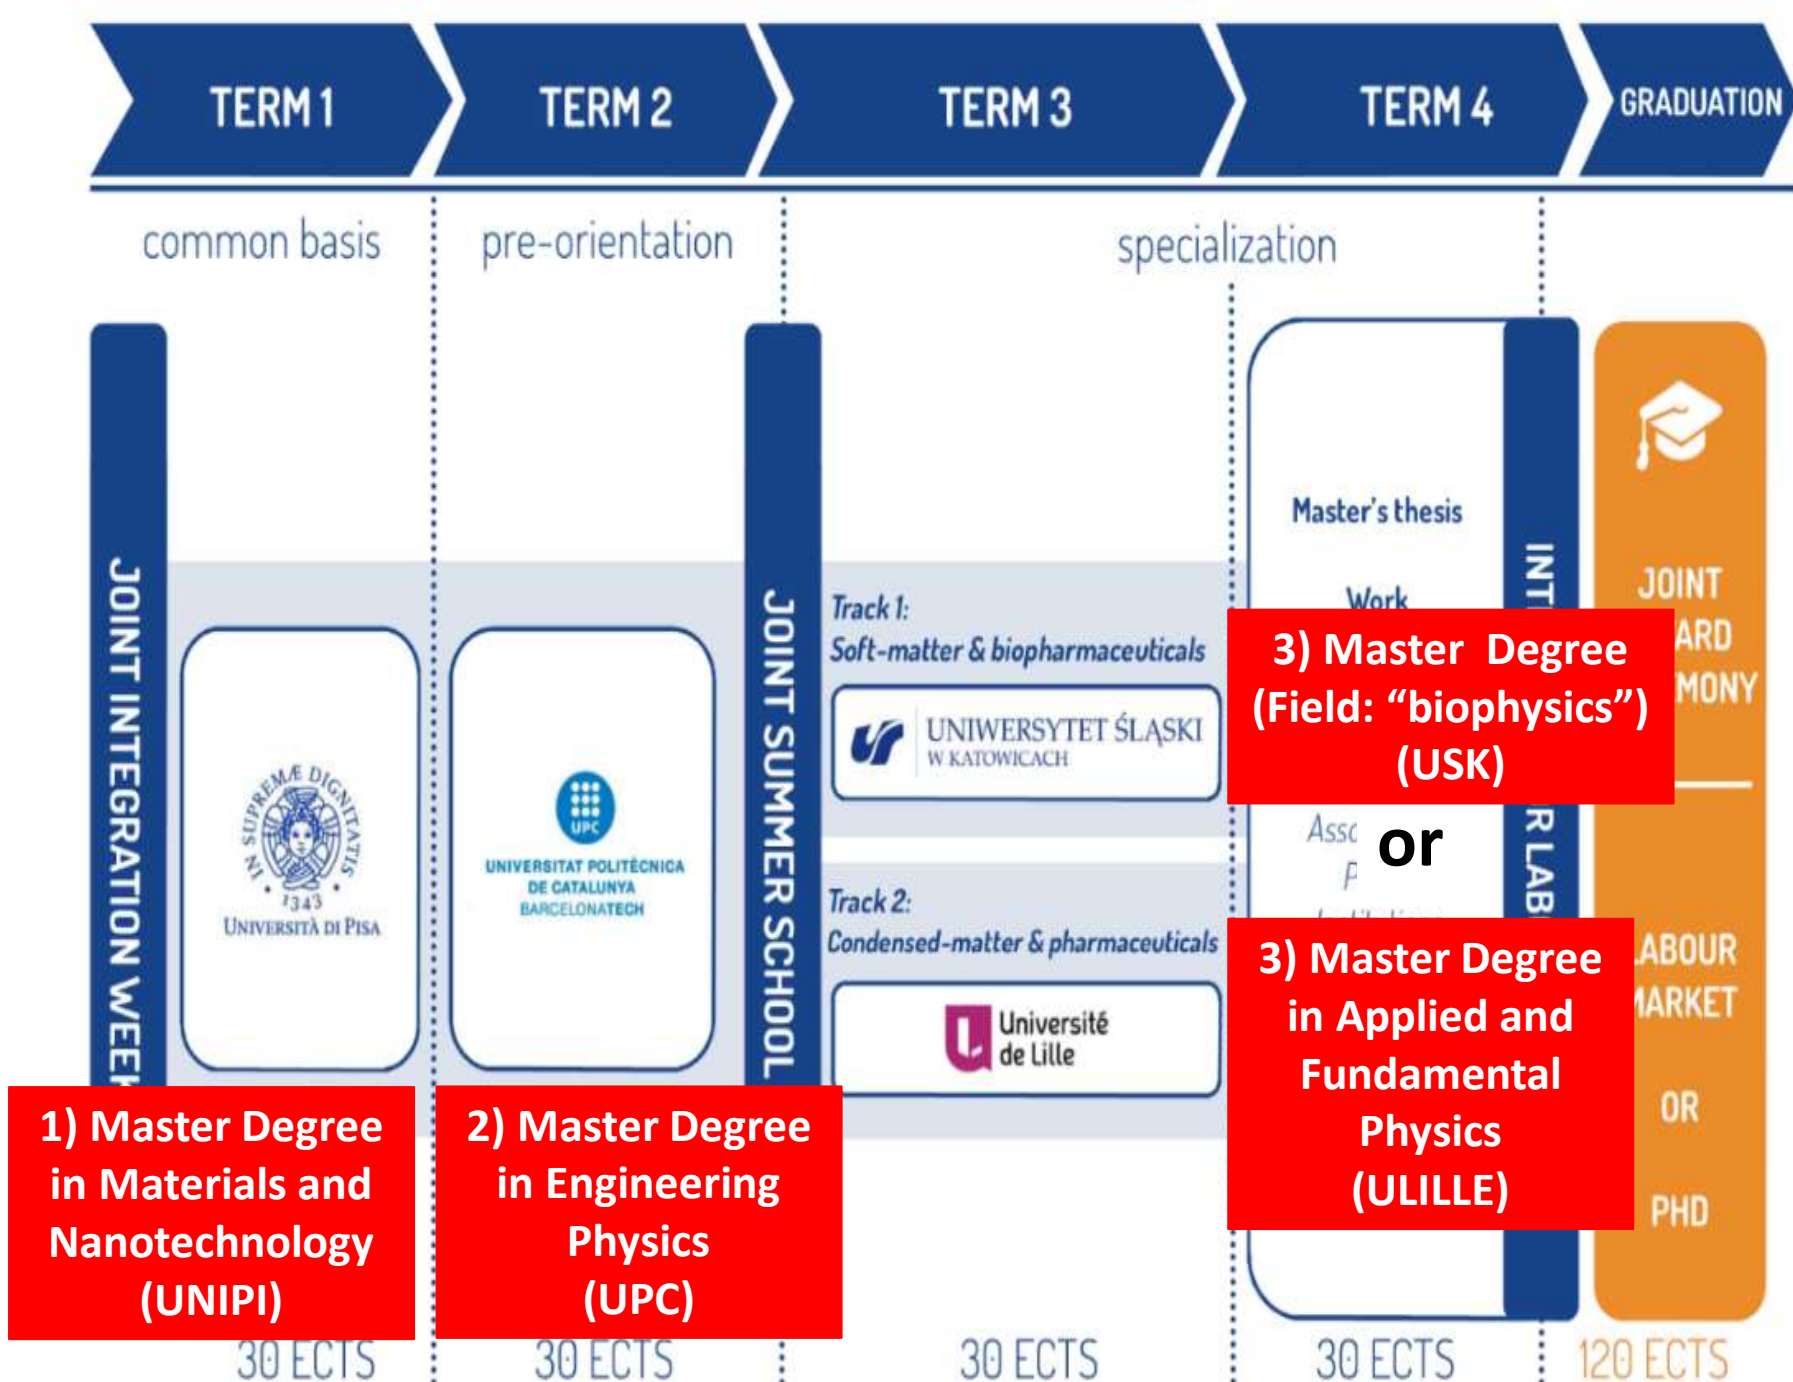 TERM 1
TERM 2
TERM 3
TERM 4
GRADUATION
common basis
pre-orientation
specialization
JOINT INTEGRATION WEEK
IN SUPREMÆ DIGNITATIS
1343
UNIVERSITÀ DI PISA
UPC
UNIVERSITAT POLITÈCNICA
DE CATALUNYA
BARCELONATECH
JOINT SUMMER SCHOOL
Track 1:
Soft-matter & biopharmaceuticals
UNIWERSYTET ŚLĄSKI
W KATOWICACH
Track 2:
Condensed-matter & pharmaceuticals
Université
de Lille
Master's thesis
Work
3) Master Degree
(Field: “biophysics”)
(USK)
or
3) Master Degree
in Applied and
Fundamental
Physics
(ULILLE)
JOINT
LABOUR
MARKET
OR
PHD
1) Master Degree
in Materials and
Nanotechnology
(UNIPI)
2) Master Degree
in Engineering
Physics
(UPC)
30 ECTS
30 ECTS
30 ECTS
30 ECTS
120 ECTS